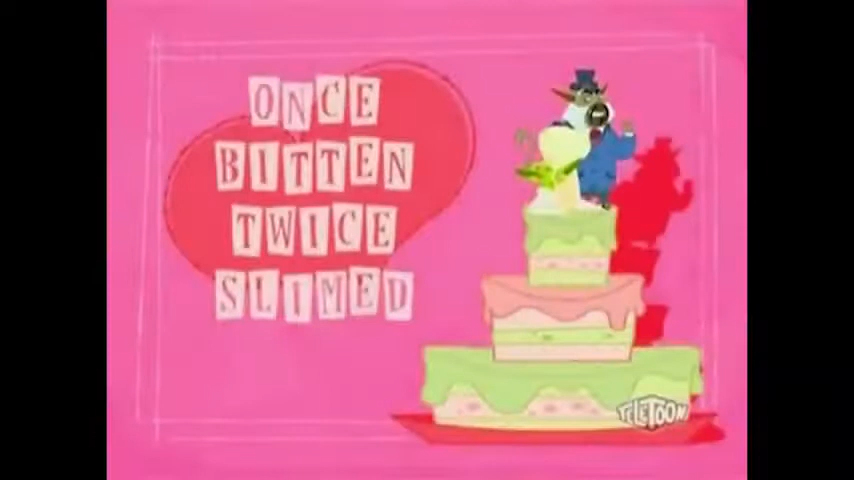 ONCE
BITTEN
TWICE
SLIMED
TELETOON